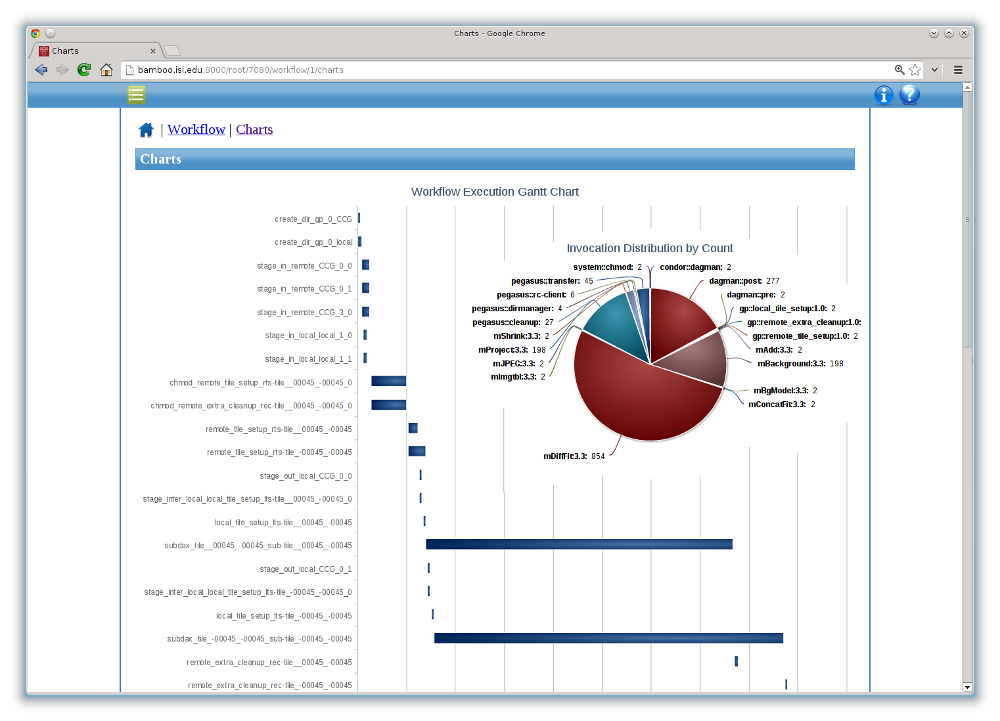 Charts - Google Chrome
Charts
bamboo.isi.edu:8000/root/7080/workflow/1/charts
| Workflow | Charts
Charts
Workflow Execution Gantt Chart
create_dir_gp_0_CCG
create_dir_gp_0_local
stage_in_remote_CCG_0_0
stage_in_remote_CCG_0_1
stage_in_remote_CCG_3_0
stage_in_local_local_1_0
stage_in_local_local_1_1
chmod_remote_tile_setup_rts-tile__00045_-00045_0
chmod_remote_extra_cleanup_rec-tile__00045_-00045_0
remote_tile_setup_rts-tile__00045_-00045
remote_tile_setup_rts-tile_-00045_-00045
stage_out_local_CCG_0_0
stage_inter_local_local_tile_setup_lts-tile__00045_-00045_0
local_tile_setup_lts-tile__00045_-00045
subdax_tile__00045_-00045_sub-tile__00045_-00045
stage_out_local_CCG_0_1
stage_inter_local_local_tile_setup_lts-tile_-00045_-00045_0
local_tile_setup_lts-tile_-00045_-00045
subdax_tile_-00045_-00045_sub-tile_-00045_-00045
remote_extra_cleanup_rec-tile__00045_-00045
remote_extra_cleanup_rec-tile_-00045_-00045
Invocation Distribution by Count
system::chmod: 2
pegasus::transfer: 45
pegasus::rc-client: 6
pegasus::dirmanager: 4
pegasus::cleanup: 27
mShrink:3.3: 2
mProject:3.3: 198
mJPEG:3.3: 2
mImgtbl:3.3: 2
mDiffFit:3.3: 854
condor::dagman: 2
dagman::post: 277
dagman::pre: 2
gp::local_tile_setup:1.0: 2
gp::remote_extra_cleanup:1.0:
gp::remote_tile_setup:1.0: 2
mAdd:3.3: 2
mBackground:3.3: 198
mBgModel:3.3: 2
mConcatFit:3.3: 2